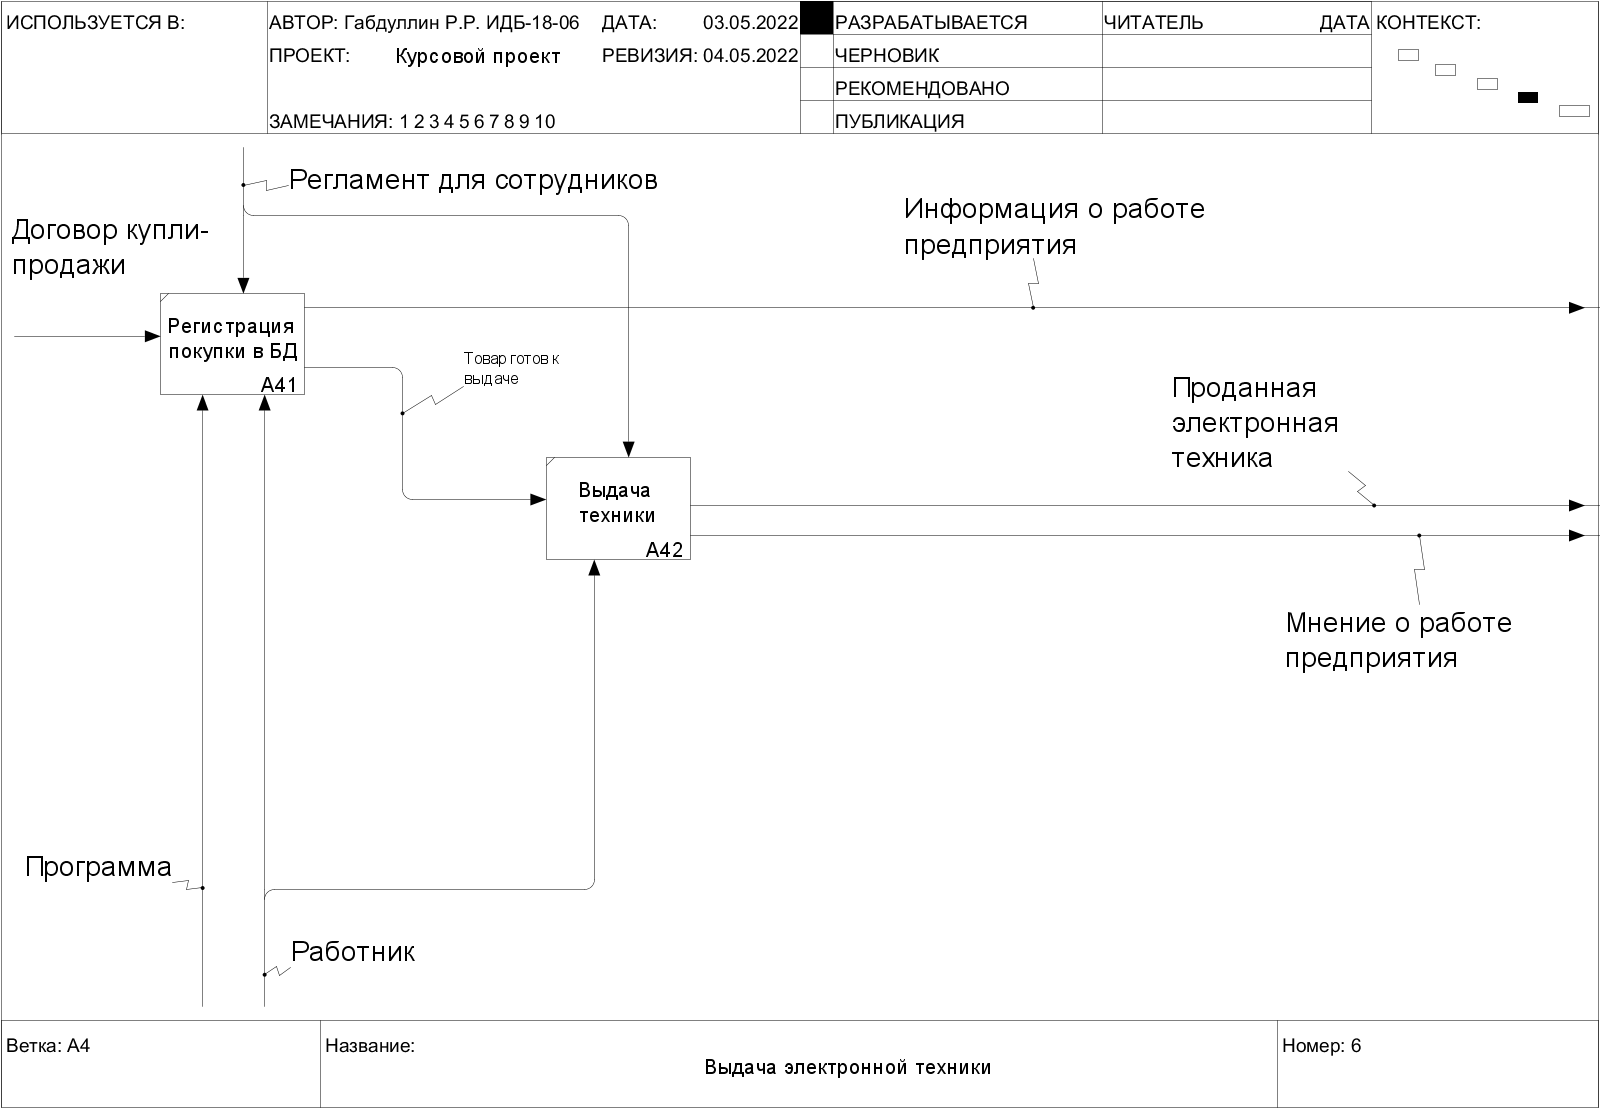 ИСПОЛЬЗУЕТСЯ В:
АВТОР: Габдуллин Р.Р. ИДБ-18-06
ДАТА: 03.05.2022
ПРОЕКТ: Курсовой проект
РЕВИЗИЯ: 04.05.2022
ЗАМЕЧАНИЯ: 1 2 3 4 5 6 7 8 9 10
РАЗРАБАТЫВАЕТСЯ
ЧЕРНОВИК
РЕКОМЕНДОВАНО
ПУБЛИКАЦИЯ
ЧИТАТЕЛЬ
ДАТА
КОНТЕКСТ:
Регламент для сотрудников
Договор купли-
продажи
Информация о работе
предприятия
Регистрация
покупки в БД
A41
Товар готов к
выдаче
Проданная
электронная
техника
Выдача
техники
A42
Мнение о работе
предприятия
Программа
Работник
Ветка: A4
Название:
Выдача электронной техники
Номер: 6